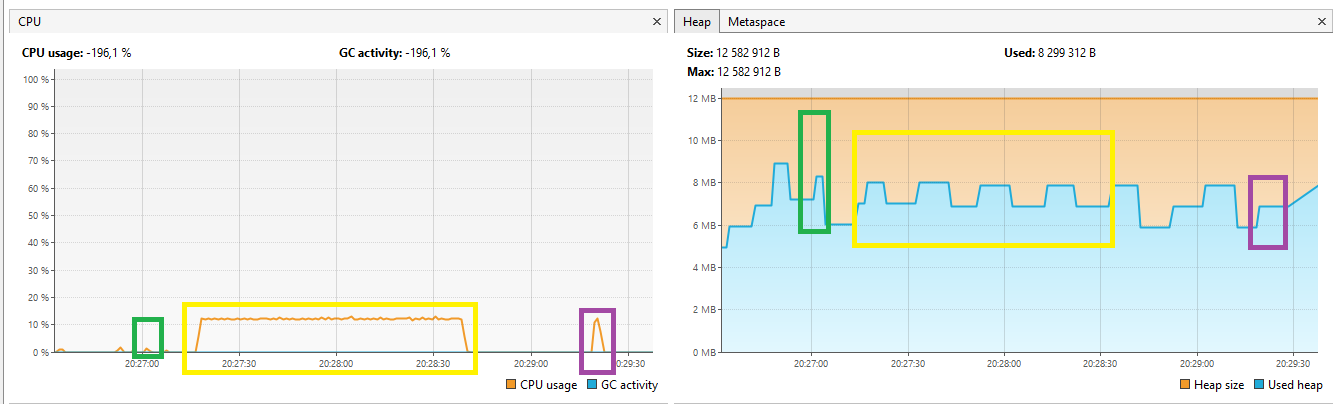 CPU
CPU usage: -196,1 % GC activity: -196,1 %
100 %
90 %
80 %
70 %
60 %
50 %
40 %
30 %
20 %
10 %
0 %
20:27:00 20:27:30 20:28:00 20:28:30 20:29:00 20:29:30
CPU usage GC activity
Heap Metaspace
Size: 12 582 912 B Used: 8 299 312 B
Max: 12 582 912 B
12 MB
10 MB
8 MB
6 MB
4 MB
2 MB
0 MB
20:27:00 20:27:30 20:28:00 20:28:30 20:29:00 20:29:30
Heap size Used heap